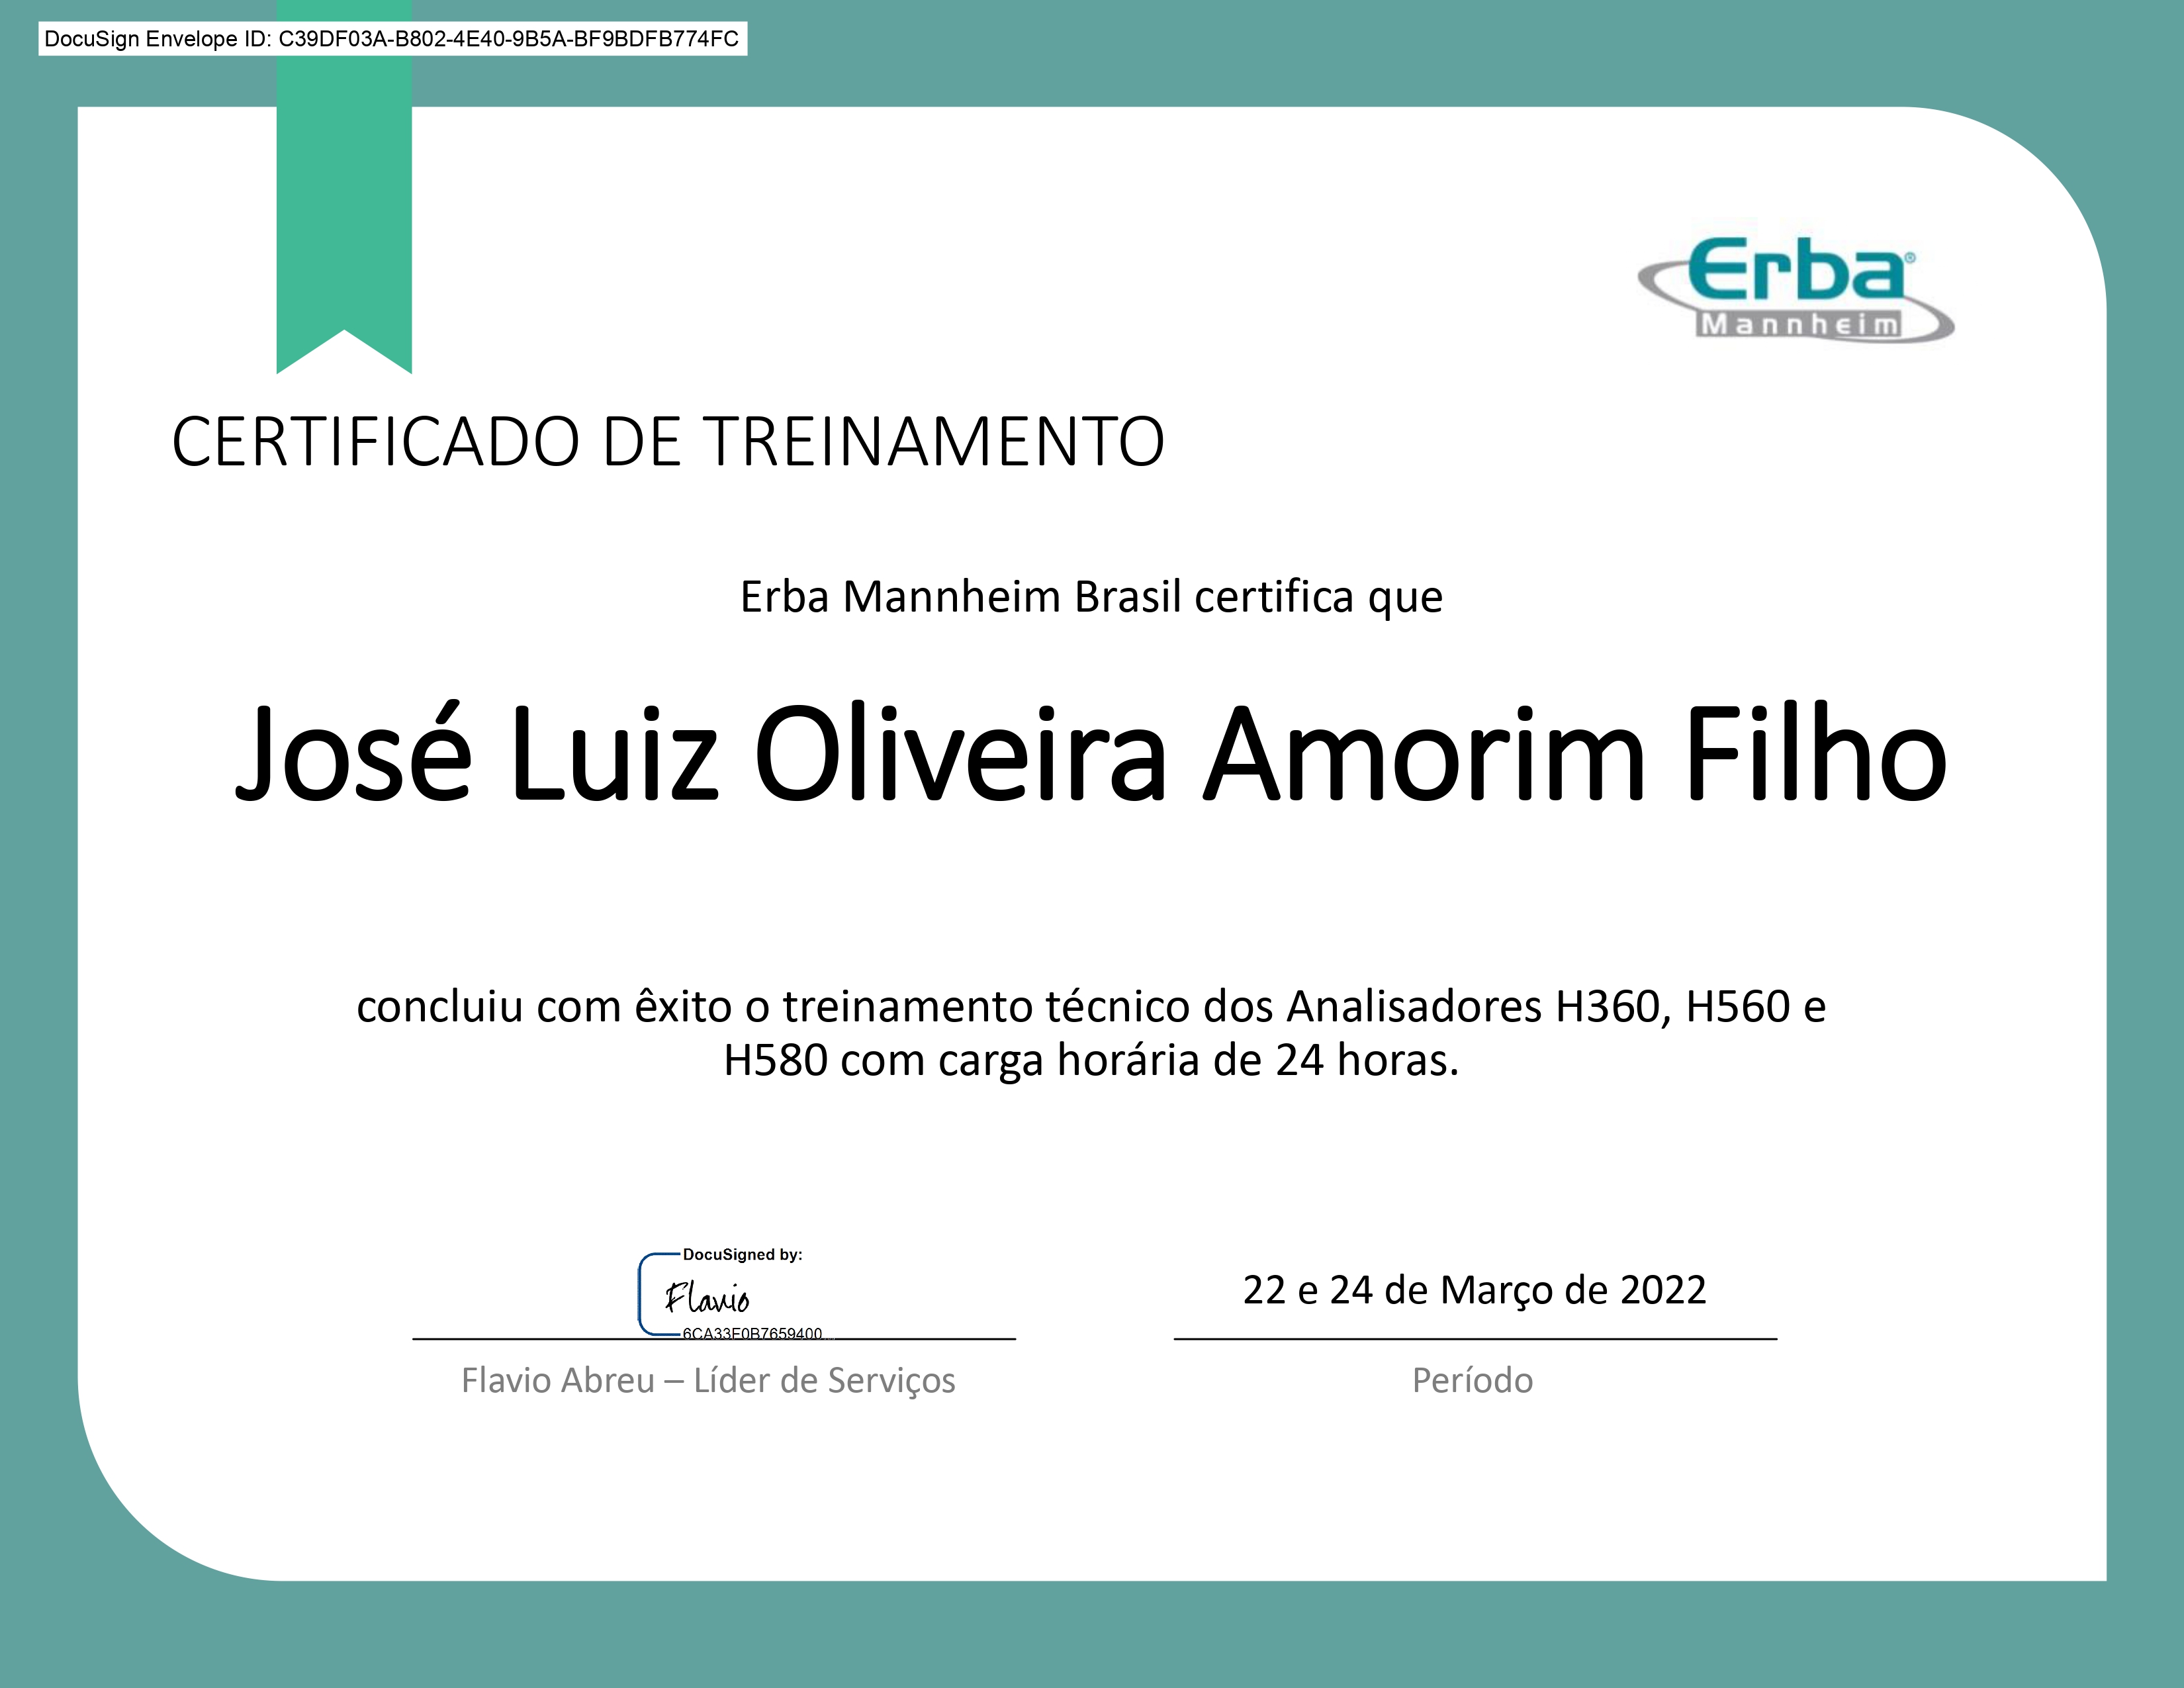 DocuSign Envelope ID: C39DF03A-B802-4E40-9B5A-BF9BDFB774FC
Erba®
Mannheim
CERTIFICADO DE TREINAMENTO
Erba Mannheim Brasil certifica que
José Luiz Oliveira Amorim Filho
concluiu com êxito o treinamento técnico dos Analisadores H360, H560 e
H580 com carga horária de 24 horas.
DocuSigned by:
Flavio
6CA33E0B7659400...
22 e 24 de Março de 2022
Flavio Abreu – Líder de Serviços
Período